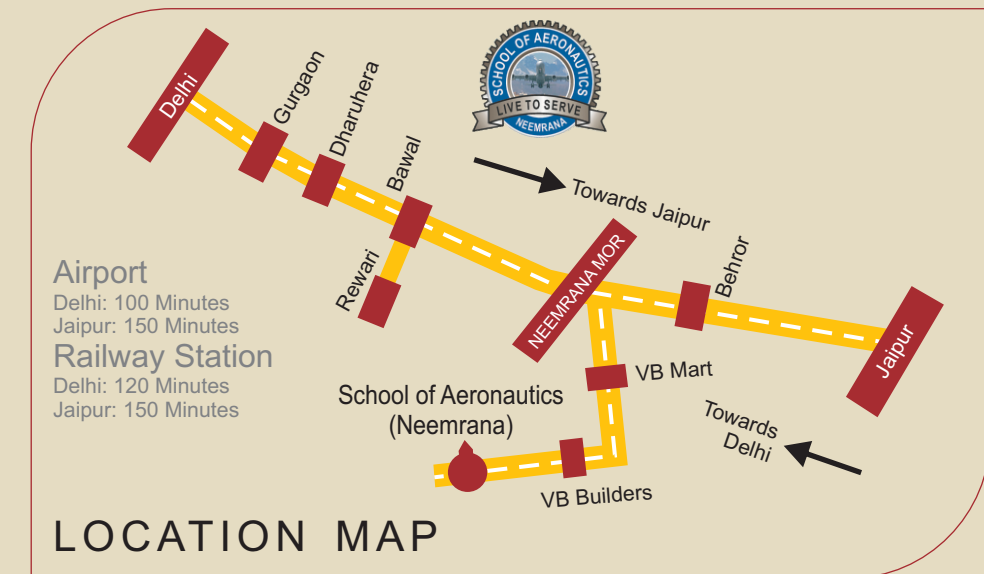 SCHOOL OF AERONAUTICS
LIVE TO SERVE
NEEMRANA
Delhi
Gurgaon
Dharuhera
Bawal
Rewari
Towards Jaipur
NEEMRANA MOR
Behror
Jaipur
Airport
Delhi: 100 Minutes
Jaipur: 150 Minutes
Railway Station
Delhi: 120 Minutes
Jaipur: 150 Minutes
VB Mart
School of Aeronautics
(Neemrana)
Towards
Delhi
VB Builders
LOCATION MAP